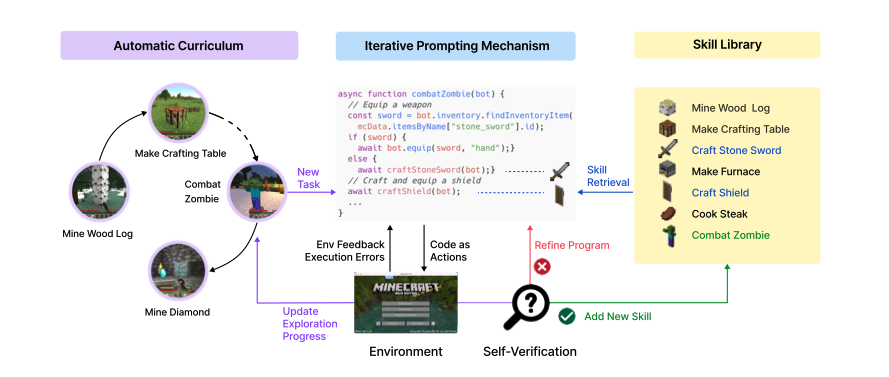 Automatic Curriculum
Iterative Prompting Mechanism
Skill Library
Make Crafting Table
Mine Wood Log
Combat
Zombie
Mine Diamond
New
Task
async function combatZombie(bot) {
// Equip a weapon
const sword = bot.inventory.findInventoryItem(
mcData.itemsByName["stone_sword"].id);
if (sword) {
await bot.equip(sword, "hand");}
else {
await craftStoneSword(bot);}
// Craft and equip a shield
await craftShield(bot);
...
}
Skill
Retrieval
Mine Wood Log
Make Crafting Table
Craft Stone Sword
Make Furnace
Craft Shield
Cook Steak
Combat Zombie
Env Feedback
Execution Errors
Code as
Actions
Refine Program
Update
Exploration
Progress
MINECRAFT
?
Add New Skill
Environment
Self-Verification